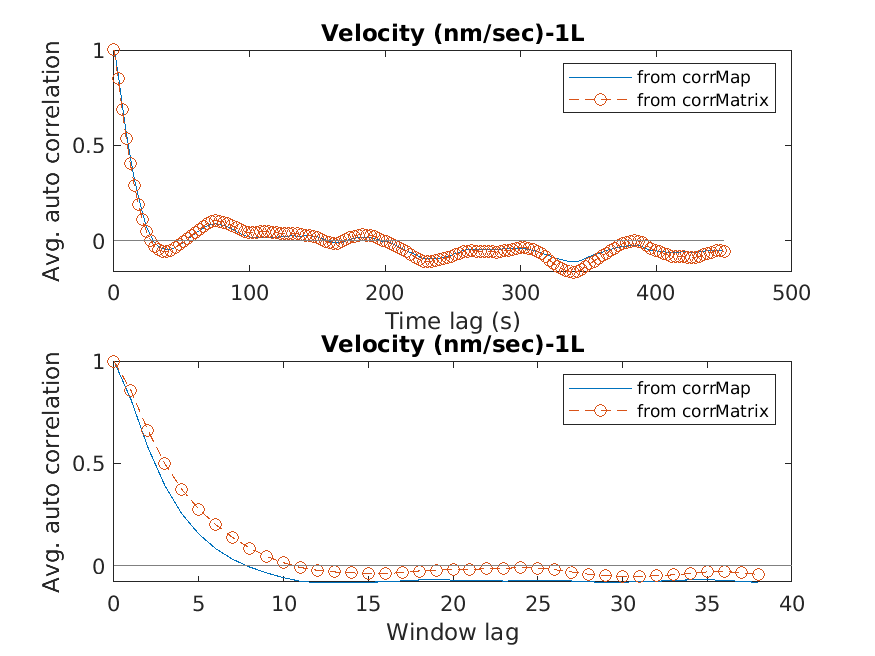 Velocity (nm/sec)-1L
Avg. auto correlation
1
0.5
0
from corrMap
from corrMatrix
0 100 200 300 400 500
Time lag (s)
Velocity (nm/sec)-1L
Avg. auto correlation
1
0.5
0
from corrMap
from corrMatrix
0 5 10 15 20 25 30 35 40
Window lag